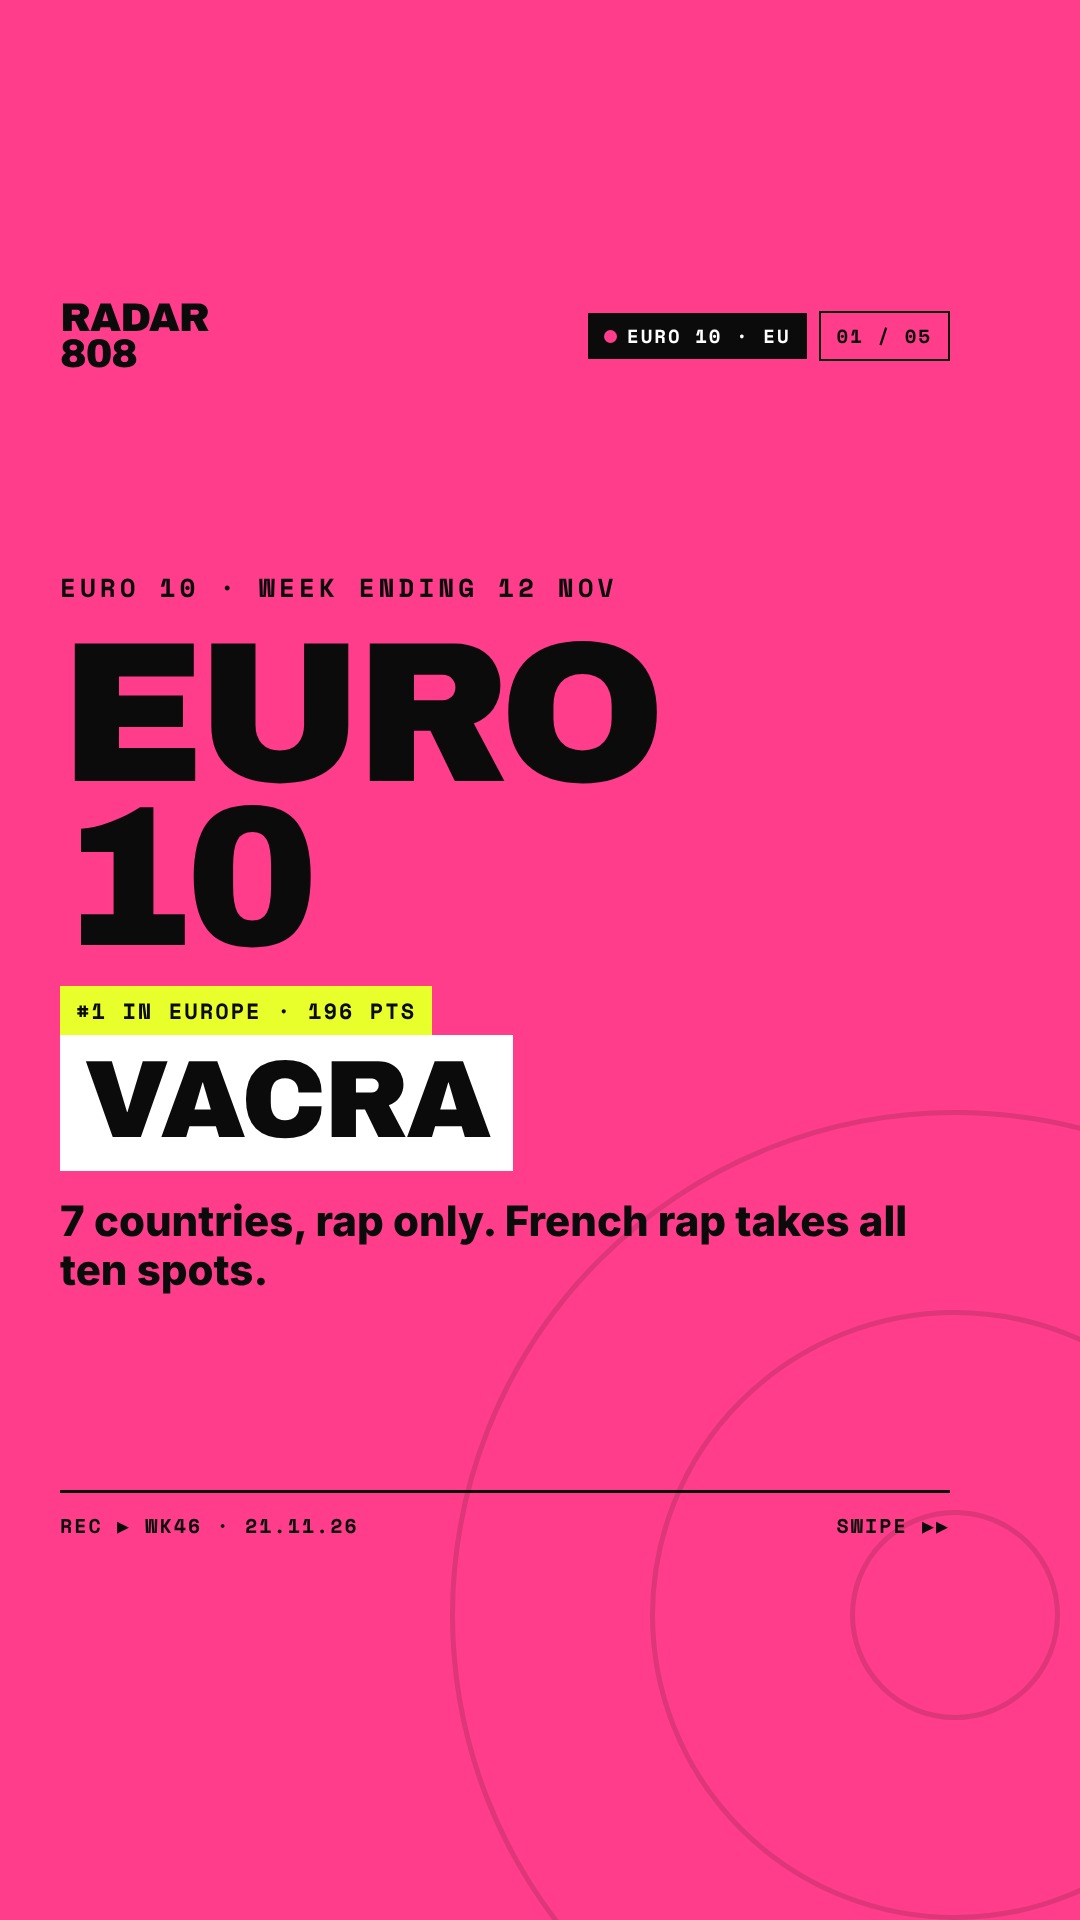 RADAR
808
EURO 10 · EU
01 / 05
EURO 10 · WEEK ENDING 12 NOV
EURO
10
#1 IN EUROPE · 196 PTS
VACRA
7 countries, rap only. French rap takes all
ten spots.
REC ▶ WK46 · 21.11.26
SWIPE ▶▶